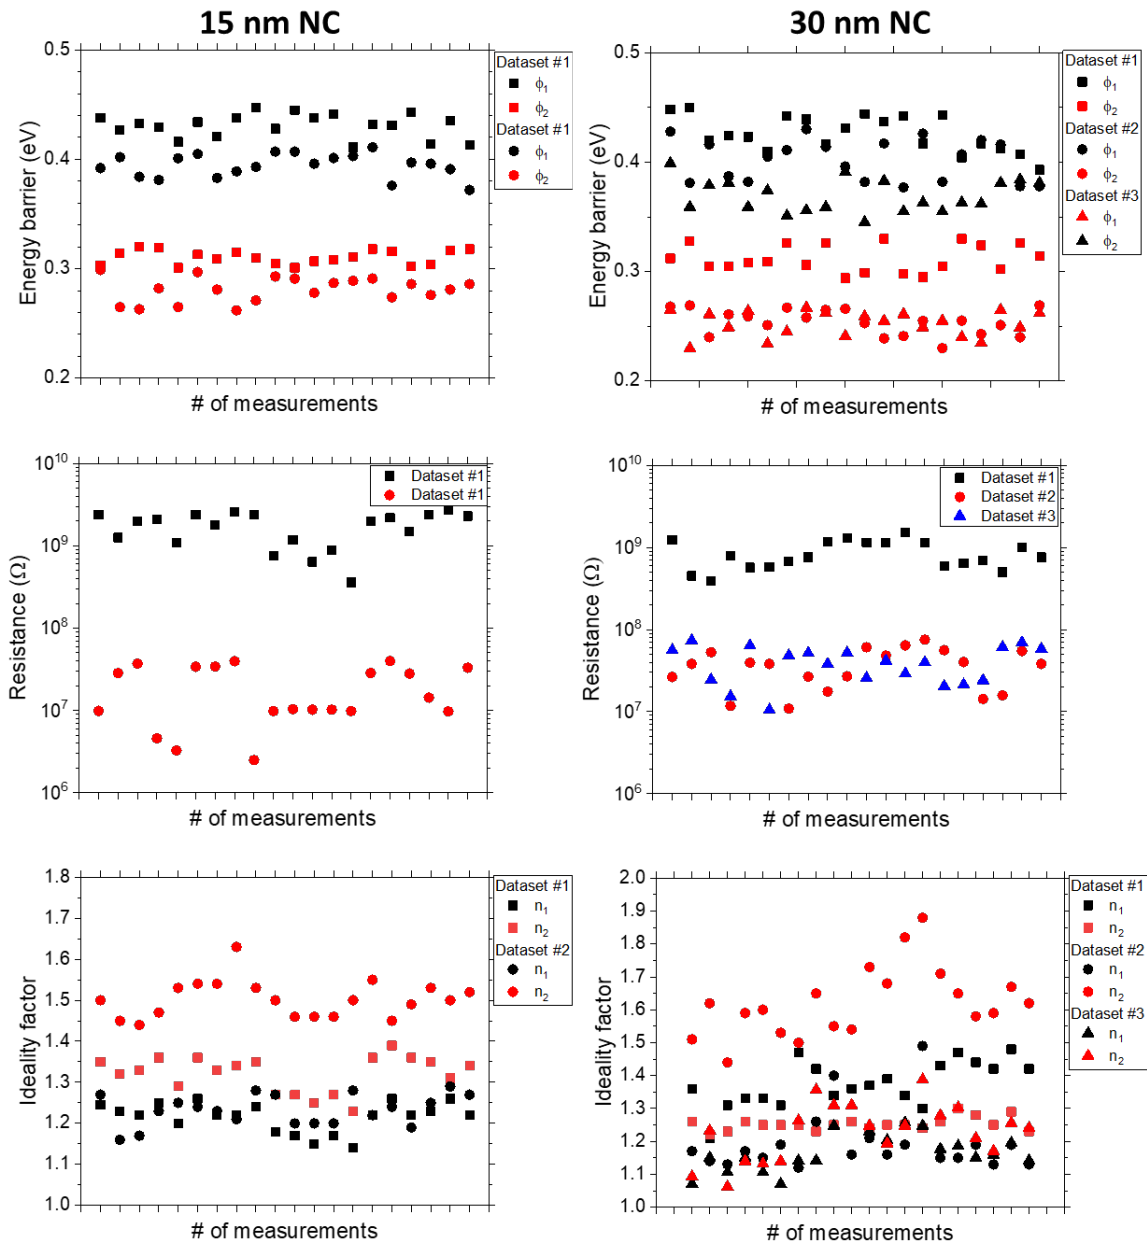 15 nm NC
30 nm NC
0.5
0.4
0.3
0.2
Energy barrier (eV)
# of measurements
Dataset #1
ϕ1
ϕ2
Dataset #1
ϕ1
ϕ2
0.5
0.4
0.3
0.2
Energy barrier (eV)
# of measurements
Dataset #1
ϕ1
ϕ2
Dataset #2
ϕ1
ϕ2
Dataset #3
ϕ1
ϕ2
10^10
10^9
10^8
10^7
10^6
Resistance (Ω)
# of measurements
Dataset #1
Dataset #1
10^10
10^9
10^8
10^7
10^6
Resistance (Ω)
# of measurements
Dataset #1
Dataset #2
Dataset #3
1.8
1.7
1.6
1.5
1.4
1.3
1.2
1.1
1.0
Ideality factor
# of measurements
Dataset #1
n1
n2
Dataset #2
n1
n2
2.0
1.9
1.8
1.7
1.6
1.5
1.4
1.3
1.2
1.1
1.0
Ideality factor
# of measurements
Dataset #1
n1
n2
Dataset #2
n1
n2
Dataset #3
n1
n2